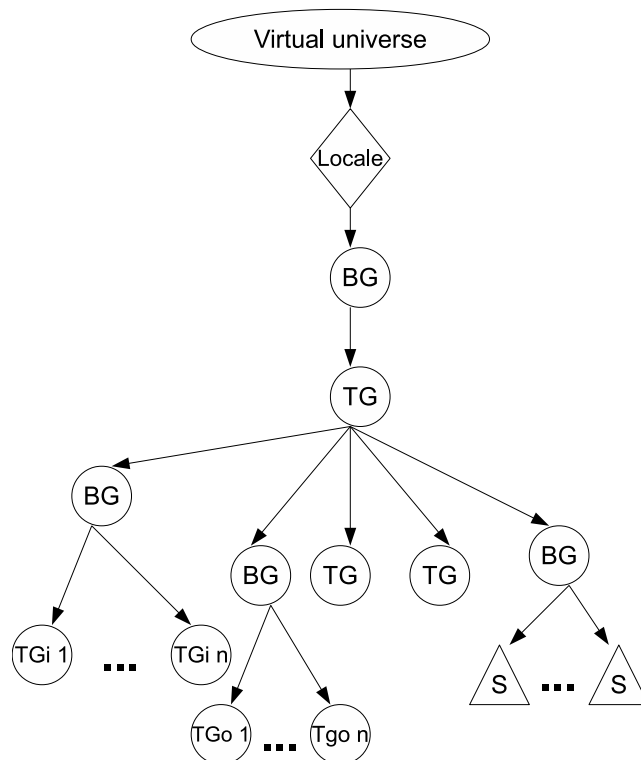 Virtual universe
Locale
BG
TG
BG
BG
TG
TG
BG
TGi 1
...
TGi n
S
...
S
TGo 1
...
Tgo n